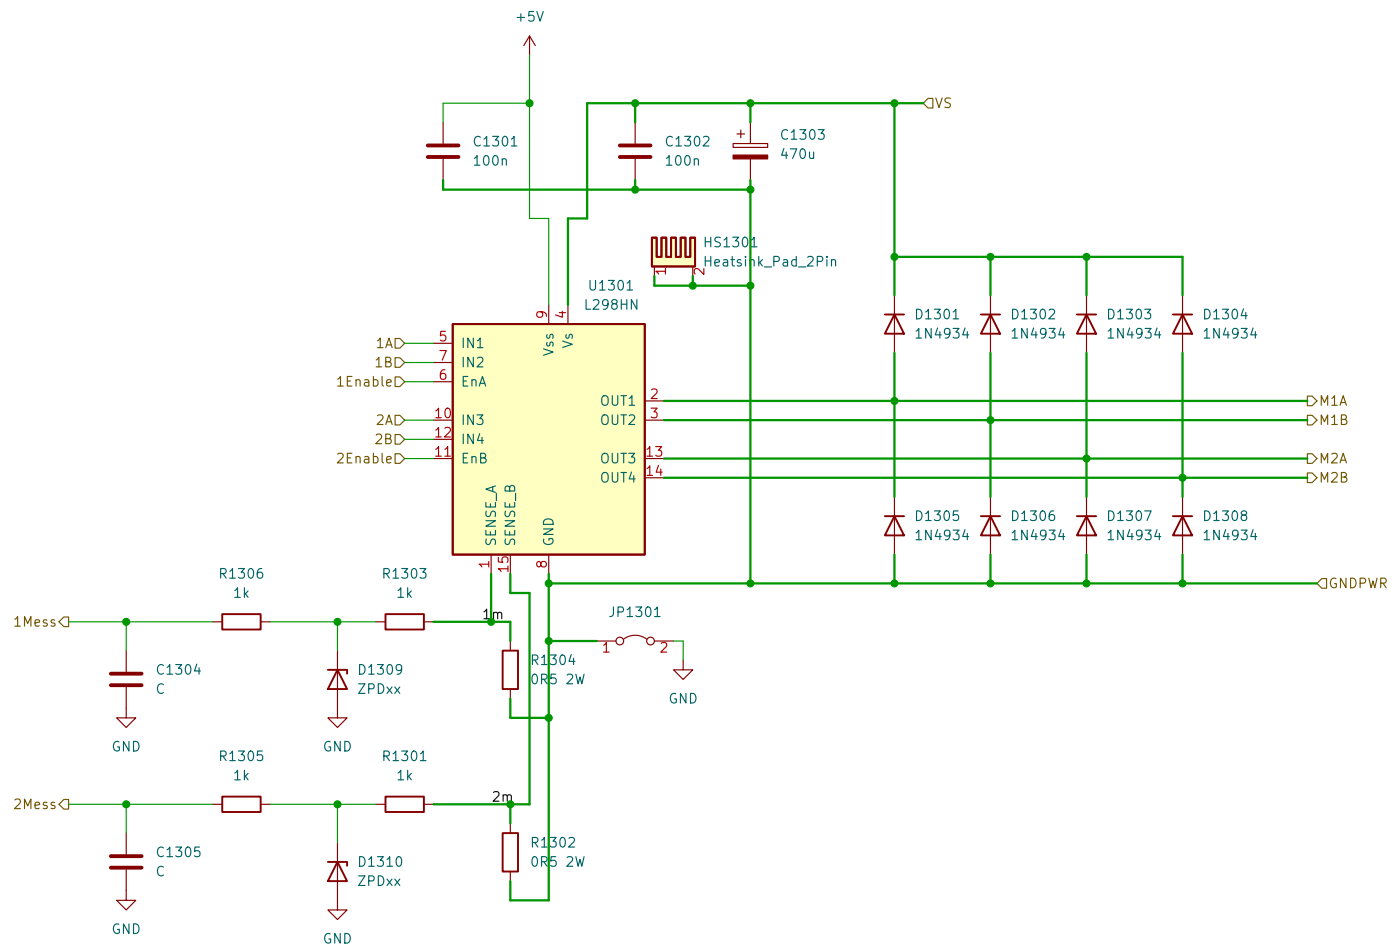 +5V
VS
C1301
100n
C1302
100n
+
C1303
470u
HS1301
Heatsink_Pad_2Pin
1
2
U1301
L298HN
9
4
Vss
Vs
D1301
1N4934
D1302
1N4934
D1303
1N4934
D1304
1N4934
1A
5
IN1
1B
7
IN2
1Enable
6
EnA
OUT1
2
M1A
2A
10
IN3
OUT2
3
M1B
2B
12
IN4
2Enable
11
EnB
OUT3
13
M2A
OUT4
14
M2B
SENSE_A
SENSE_B
GND
1
15
8
D1305
1N4934
D1306
1N4934
D1307
1N4934
D1308
1N4934
GNDPWR
R1306
1k
R1303
1k
1Mess
1m
JP1301
1
2
C1304
C
D1309
ZPDxx
R1304
0R5 2W
GND
GND
GND
R1305
1k
R1301
1k
2Mess
2m
C1305
C
D1310
ZPDxx
R1302
0R5 2W
GND
GND